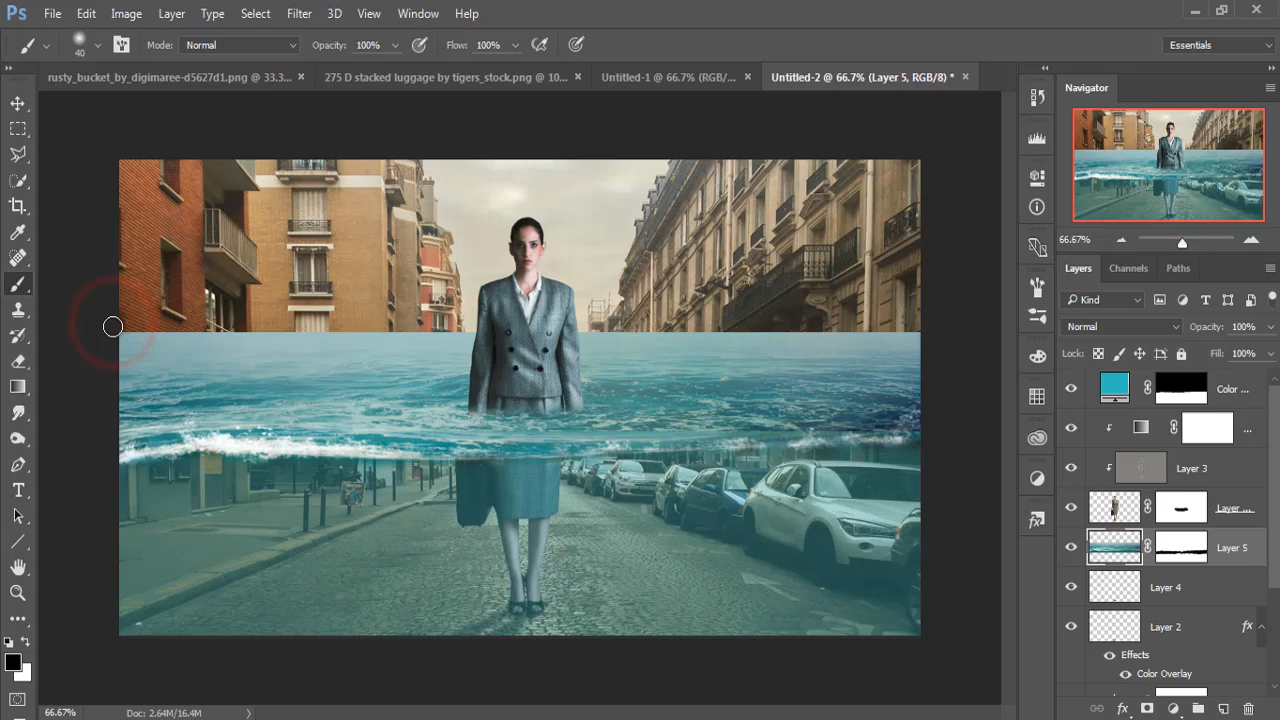 Ps File Edit Image Layer Type Select Filter 3D View Window Help
40 Mode: Normal Opacity: 100% Flow: 100% Essentials
rusty_bucket_by_digimaree-d5627d1.png @ 33.3... × 275 D stacked luggage by tigers_stock.png @ 10... × Untitled-1 @ 66.7% (RGB/... × Untitled-2 @ 66.7% (Layer 5, RGB/8) * ×
Navigator
66.67%
Layers Channels Paths
Kind
Normal Opacity: 100%
Lock: Fill: 100%
Color ...
...
Layer 3
Layer ...
Layer 5
Layer 4
Layer 2 fx
Effects
Color Overlay
66.67% Doc: 2.64M/16.4M